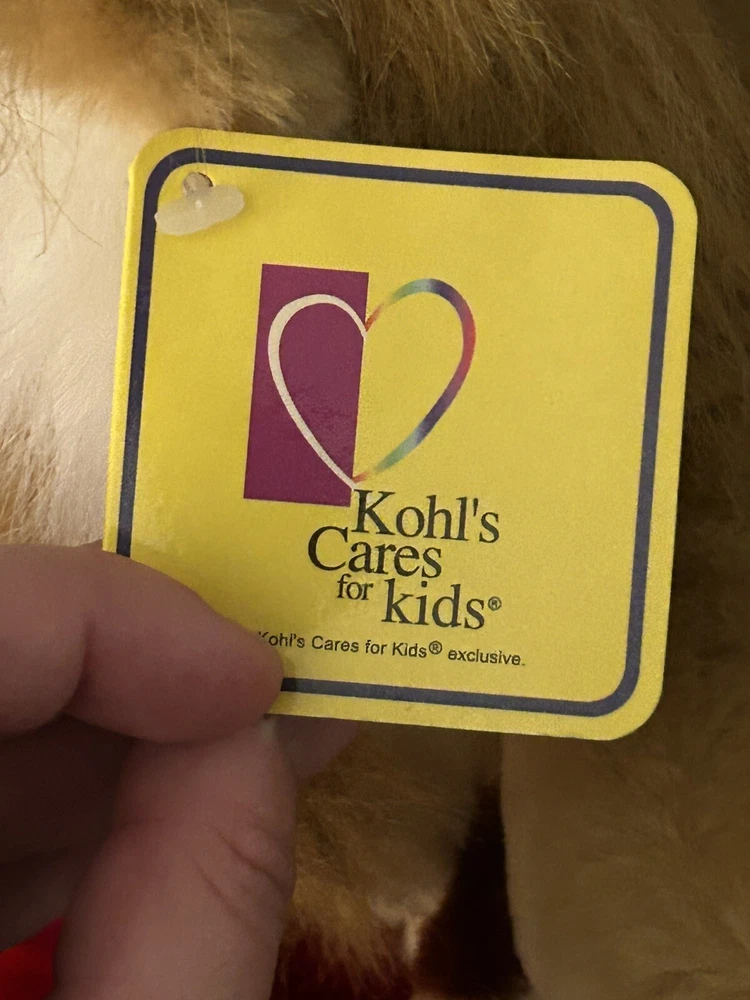 Kohl's
Cares
for kids®
Kohl's Cares for Kids® exclusive.